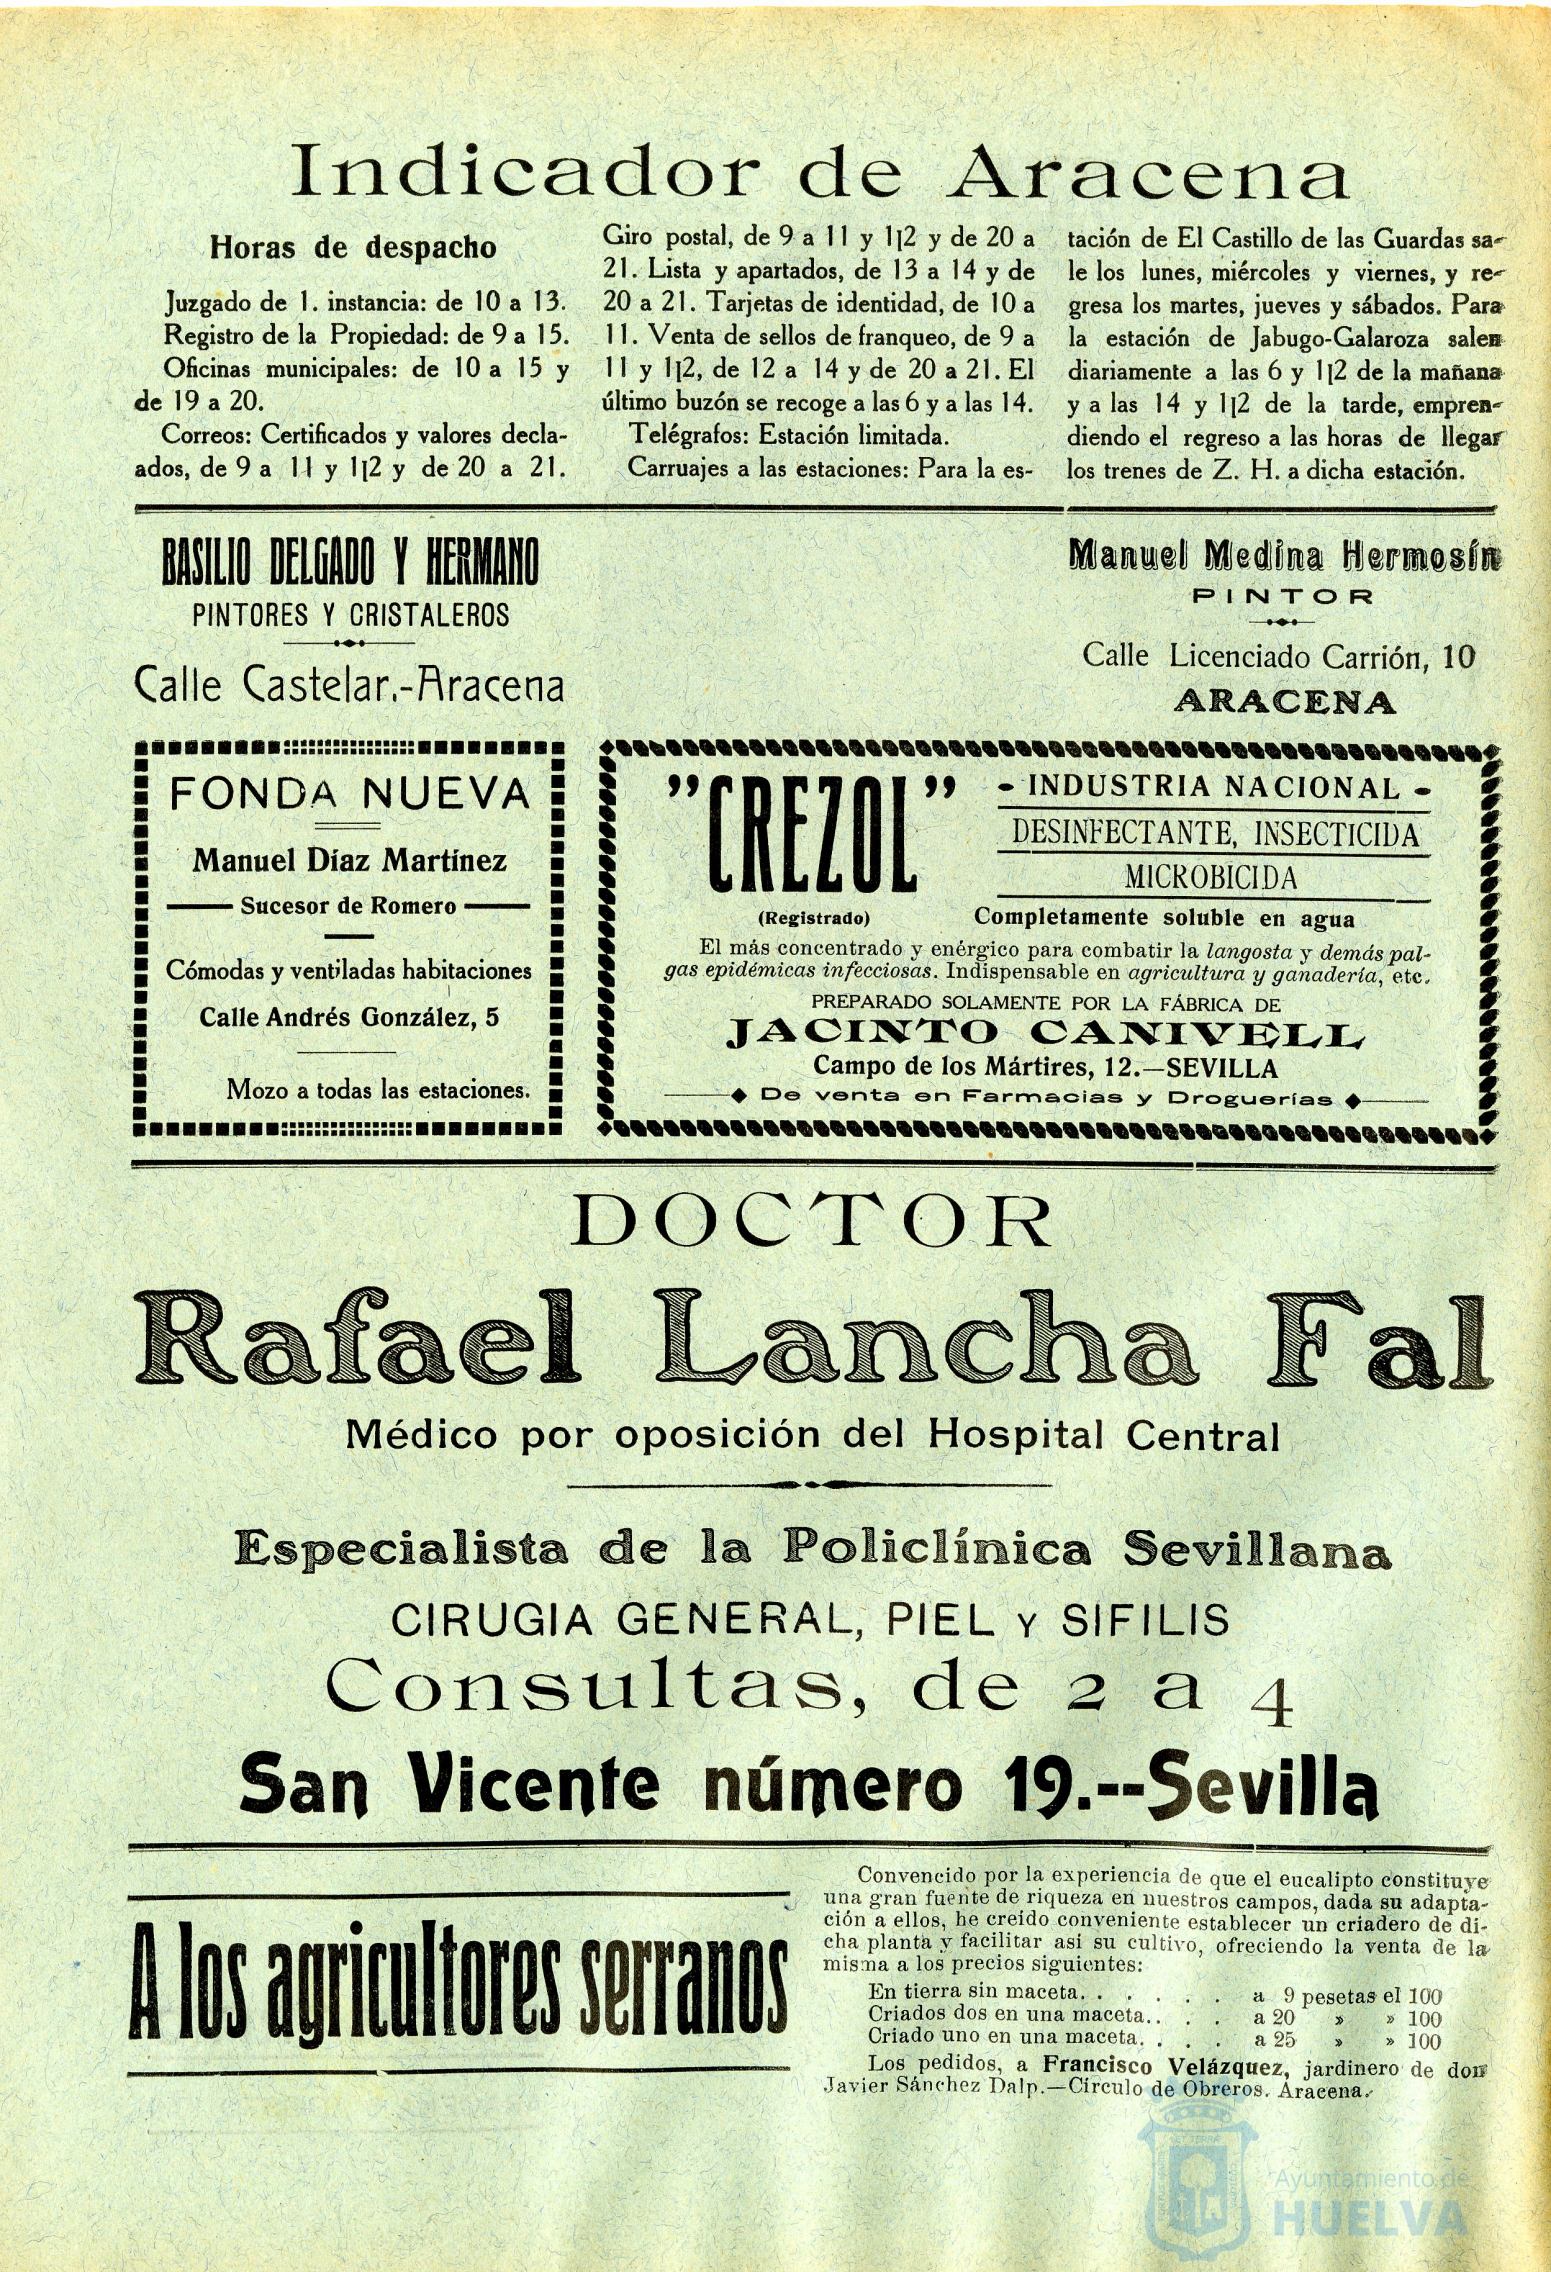 Indicador de Aracena
Horas de despacho
Juzgado de 1. instancia: de 10 a 13.
Registro de la Propiedad: de 9 a 15.
Oficinas municipales: de 10 a 15 y
de 19 a 20.
Correos: Certificados y valores decla-
ados, de 9 a 11 y 1|2 y de 20 a 21.
Giro postal, de 9 a 11 y 1|2 y de 20 a
21. Lista y apartados, de 13 a 14 y de
20 a 21. Tarjetas de identidad, de 10 a
11. Venta de sellos de franqueo, de 9 a
11 y 1|2, de 12 a 14 y de 20 a 21. El
último buzón se recoge a las 6 y a las 14.
Telégrafos: Estación limitada.
Carruajes a las estaciones: Para la es-
tación de El Castillo de las Guardas sa-
le los lunes, miércoles y viernes, y re-
gresa los martes, jueves y sábados. Para
la estación de Jabugo-Galaroza salen
diariamente a las 6 y 1|2 de la mañana
y a las 14 y 1|2 de la tarde, empren-
diendo el regreso a las horas de llegar
los trenes de Z. H. a dicha estación.
BASILIO DELGADO Y HERMANO
PINTORES Y CRISTALEROS
Calle Castelar.-Aracena
Manuel Medina Hermosín
PINTOR
Calle Licenciado Carrión, 10
ARACENA
FONDA NUEVA
Manuel Díaz Martínez
Sucesor de Romero
Cómodas y ventiladas habitaciones
Calle Andrés González, 5
Mozo a todas las estaciones.
"CREZOL"
(Registrado)
- INDUSTRIA NACIONAL -
DESINFECTANTE, INSECTICIDA
MICROBICIDA
Completamente soluble en agua
El más concentrado y enérgico para combatir la langosta y demás pal-
gas epidémicas infecciosas. Indispensable en agricultura y ganadería, etc.
PREPARADO SOLAMENTE POR LA FÁBRICA DE
JACINTO CANIVELL
Campo de los Mártires, 12.—SEVILLA
De venta en Farmacias y Droguerías
DOCTOR
Rafael Lancha Fal
Médico por oposición del Hospital Central
Especialista de la Policlínica Sevillana
CIRUGIA GENERAL, PIEL Y SIFILIS
Consultas, de 2 a 4
San Vicente número 19.--Sevilla
A los agricultores serranos
Convencido por la experiencia de que el eucalipto constituye
una gran fuente de riqueza en nuestros campos, dada su adapta-
ción a ellos, he creído conveniente establecer un criadero de di-
cha planta y facilitar asi su cultivo, ofreciendo la venta de la
misma a los precios siguientes:
En tierra sin maceta. . . . . . a 9 pesetas el 100
Criados dos en una maceta. . . . a 20 » » 100
Criado uno en una maceta. . . . a 25 » » 100
Los pedidos, a Francisco Velázquez, jardinero de don
Javier Sánchez Dalp.—Círculo de Obreros. Aracena.
Ayuntamiento de
HUELVA